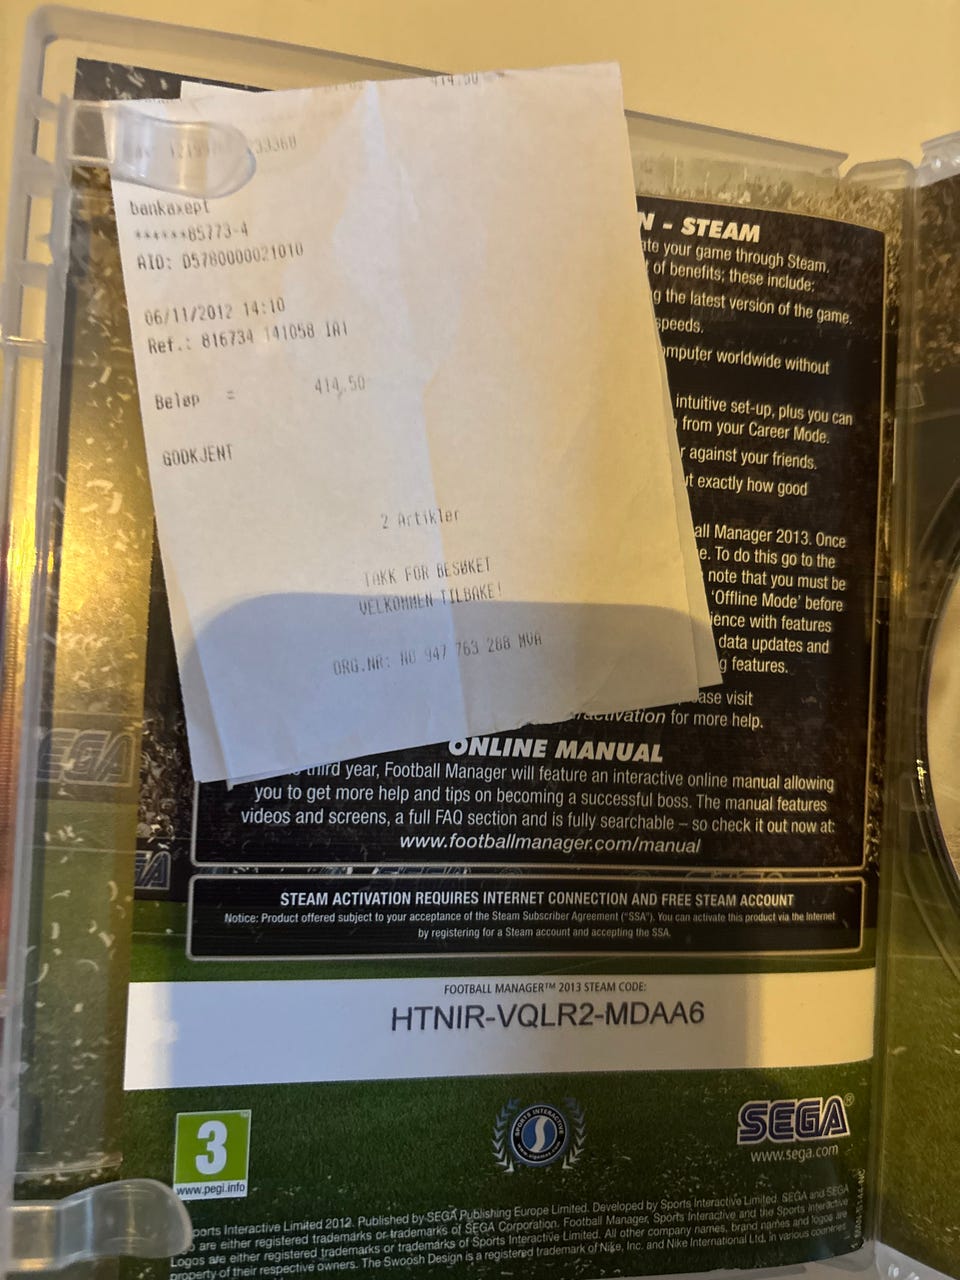 414.50
33360
bankaxept
******85773-4
AID: D5780000021010
06/11/2012 14:10
Ref.: 816734 141058 IA1
Beløp = 414.50
GODKJENT
2 Artikler
TAKK FOR BESØKET
VELKOMMEN TILBAKE!
ORG.NR: NO 947 763 288 MVA
N - STEAM
ate your game through Steam,
of benefits; these include:
g the latest version of the game.
speeds.
mputer worldwide without
intuitive set-up, plus you can
from your Career Mode.
r against your friends.
ut exactly how good
all Manager 2013. Once
e. To do this go to the
note that you must be
'Offline Mode' before
ience with features
data updates and
g features.
ase visit
activation for more help.
ONLINE MANUAL
third year, Football Manager will feature an interactive online manual allowing
you to get more help and tips on becoming a successful boss. The manual features
videos and screens, a full FAQ section and is fully searchable – so check it out now at:
www.footballmanager.com/manual
SEGA
STEAM ACTIVATION REQUIRES INTERNET CONNECTION AND FREE STEAM ACCOUNT
Notice: Product offered subject to your acceptance of the Steam Subscriber Agreement ("SSA"). You can activate this product via the Internet
by registering for a Steam account and accepting the SSA.
FOOTBALL MANAGER™ 2013 STEAM CODE:
HTNIR-VQLR2-MDAA6
3
www.pegi.info
SPORTS INTERACTIVE
www.sigames.com
SEGA®
www.sega.com
ports Interactive Limited 2012. Published by SEGA Publishing Europe Limited. Developed by Sports Interactive Limited. SEGA and SEGA
are either registered trademarks or trademarks of SEGA Corporation. Football Manager, Sports Interactive and the Sports Interactive
Logos are either registered trademarks or trademarks of Sports Interactive Limited. All other company names, brand names and logos are
property of their respective owners. The Swoosh Design is a registered trademark of Nike, Inc. and Nike International Ltd. in various countries